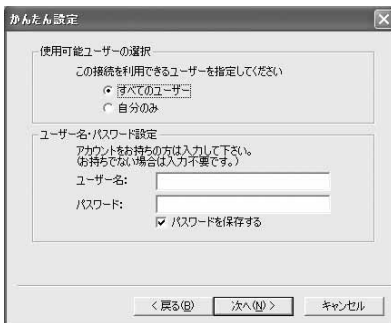 かんたん設定
使用可能ユーザーの選択
この接続を利用できるユーザーを指定してください
すべてのユーザー
自分のみ
ユーザー名・パスワード設定
アカウントをお持ちの方は入力して下さい。
(お持ちでない場合は入力不要です。)
ユーザー名:
パスワード:
パスワードを保存する
< 戻る(B)
次へ(N) >
キャンセル